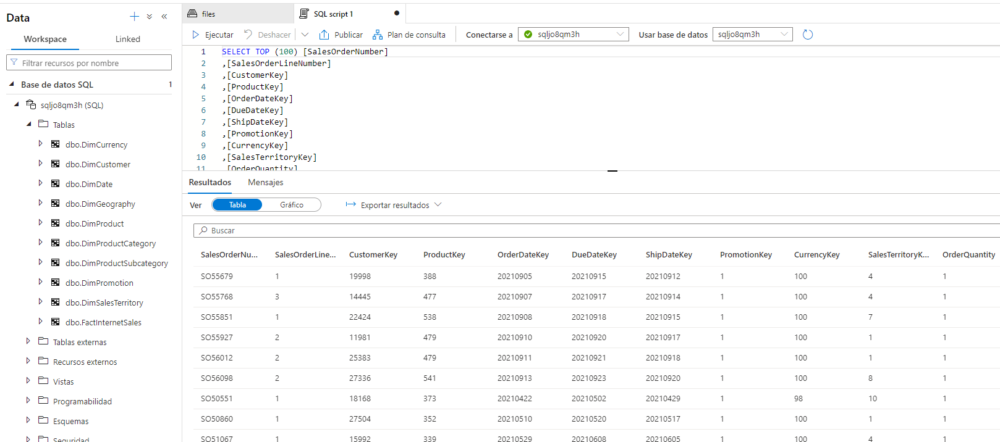 Data
Workspace Linked
Filtrar recursos por nombre
Base de datos SQL 1
sqljo8qm3h (SQL)
Tablas
dbo.DimCurrency
dbo.DimCustomer
dbo.DimDate
dbo.DimGeography
dbo.DimProduct
dbo.DimProductCategory
dbo.DimProductSubcategory
dbo.DimPromotion
dbo.DimSalesTerritory
dbo.FactInternetSales
Tablas externas
Recursos externos
Vistas
Programabilidad
Esquemas
Seguridad
files SQL script 1
Ejecutar Deshacer Publicar Plan de consulta Conectarse a sqljo8qm3h Usar base de datos sqljo8qm3h
1 SELECT TOP (100) [SalesOrderNumber]
2 ,[SalesOrderLineNumber]
3 ,[CustomerKey]
4 ,[ProductKey]
5 ,[OrderDateKey]
6 ,[DueDateKey]
7 ,[ShipDateKey]
8 ,[PromotionKey]
9 ,[CurrencyKey]
10 ,[SalesTerritoryKey]
11 ,[OrderQuantity]
Resultados Mensajes
Ver Tabla Gráfico Exportar resultados
Buscar
SalesOrderNu... SalesOrderLine... CustomerKey ProductKey OrderDateKey DueDateKey ShipDateKey PromotionKey CurrencyKey SalesTerritoryK... OrderQuantity
SO55679 1 19998 388 20210905 20210915 20210912 1 100 4 1
SO55768 3 14445 477 20210907 20210917 20210914 1 100 4 1
SO55851 1 22424 538 20210908 20210918 20210915 1 100 7 1
SO55927 2 11981 479 20210910 20210920 20210917 1 100 1 1
SO56012 2 25383 479 20210911 20210921 20210918 1 100 1 1
SO56098 2 27336 541 20210913 20210923 20210920 1 100 8 1
SO50551 1 18168 373 20210422 20210502 20210429 1 98 10 1
SO50860 1 27504 352 20210510 20210520 20210517 1 100 1 1
SO51067 1 15992 339 20210529 20210608 20210605 1 100 4 1